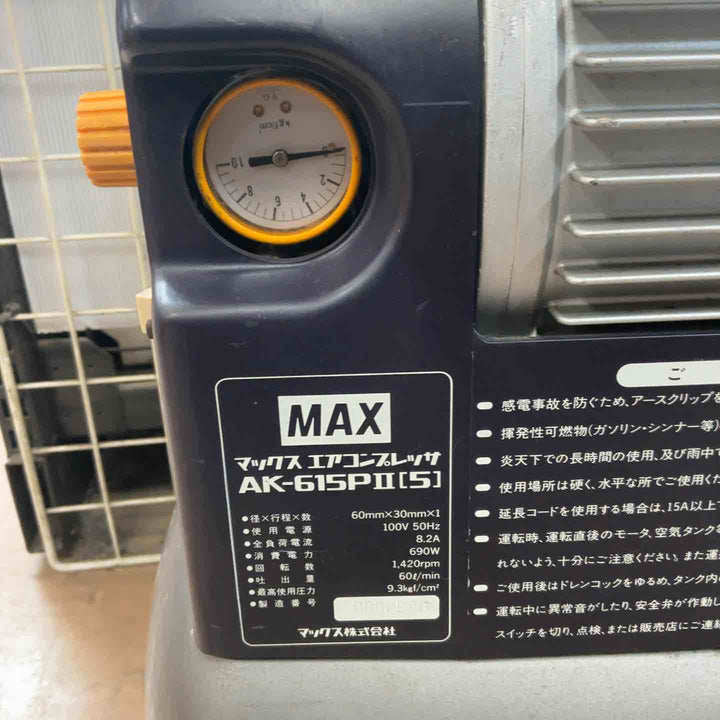 YG
kgf/cm²
0
2
4
6
8
10
MAX
マックス エアコンプレッサ
AK-615PⅡ[5]
●径×行程×数 60mm×30mm×1
●使用電源 100V 50Hz
●全負荷電流 8.2A
●消費電力 690W
●回転数 1,420rpm
●吐出量 60ℓ/min
●最高使用圧力 9.3kgf/cm²
●製造番号
マックス株式会社
ご
感電事故を防ぐため、アースクリップを
揮発性可燃物(ガソリン・シンナー等)
炎天下での長時間の使用、及び雨中で
使用場所は硬く、水平な所でご使用くだ
延長コードを使用する場合は、15A以上
運転時、運転直後のモータ、空気タンク
れないよう、十分にご注意ください。また運
ご使用後はドレンコックをゆるめ、タンク内
運転中に異常音がしたり、安全弁が作動し
スイッチを切り、点検、または販売店にご連